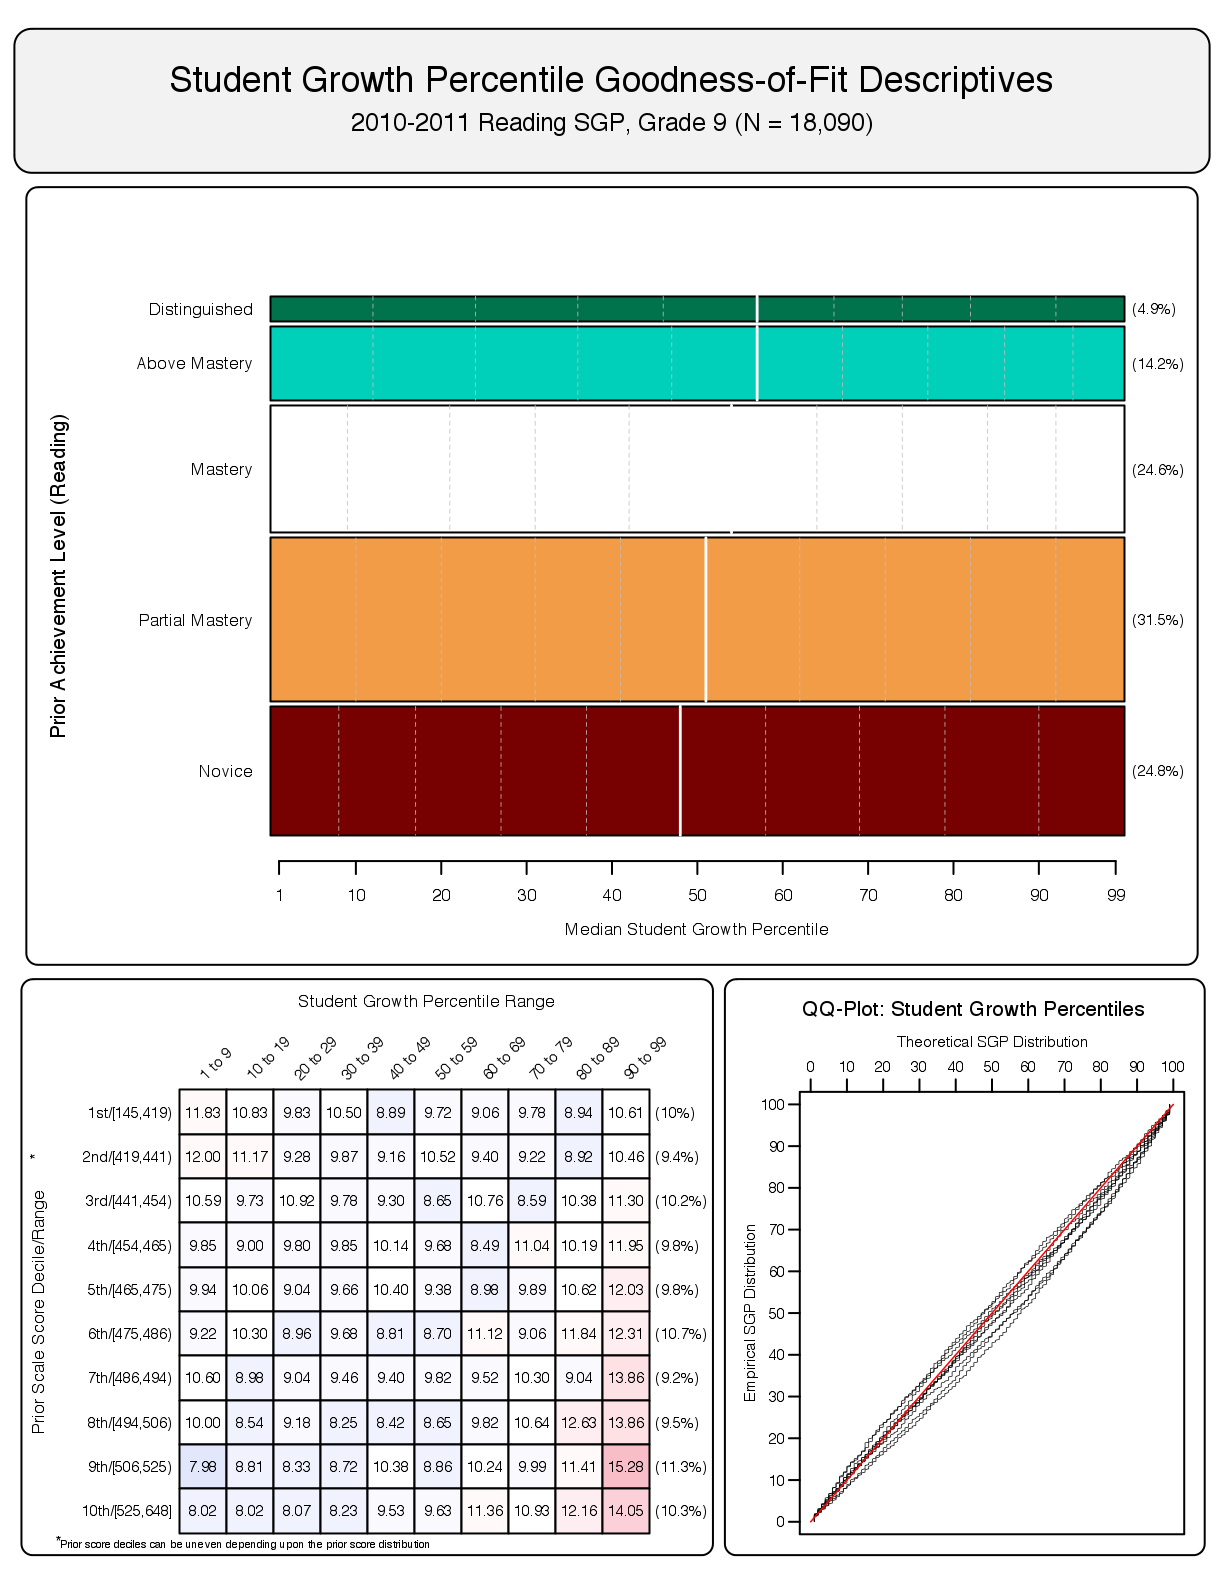 Student Growth Percentile Goodness-of-Fit Descriptives
2010-2011 Reading SGP, Grade 9 (N = 18,090)
Prior Achievement Level (Reading)
Distinguished (4.9%)
Above Mastery (14.2%)
Mastery (24.6%)
Partial Mastery (31.5%)
Novice (24.8%)
1 10 20 30 40 50 60 70 80 90 99
Median Student Growth Percentile
Student Growth Percentile Range
1 to 9 10 to 19 20 to 29 30 to 39 40 to 49 50 to 59 60 to 69 70 to 79 80 to 89 90 to 99
Prior Scale Score Decile/Range *
1st/[145,419) 11.83 10.83 9.83 10.50 8.89 9.72 9.06 9.78 8.94 10.61 (10%)
2nd/[419,441) 12.00 11.17 9.28 9.87 9.16 10.52 9.40 9.22 8.92 10.46 (9.4%)
3rd/[441,454) 10.59 9.73 10.92 9.78 9.30 8.65 10.76 8.59 10.38 11.30 (10.2%)
4th/[454,465) 9.85 9.00 9.80 9.85 10.14 9.68 8.49 11.04 10.19 11.95 (9.8%)
5th/[465,475) 9.94 10.06 9.04 9.66 10.40 9.38 8.98 9.89 10.62 12.03 (9.8%)
6th/[475,486) 9.22 10.30 8.96 9.68 8.81 8.70 11.12 9.06 11.84 12.31 (10.7%)
7th/[486,494) 10.60 8.98 9.04 9.46 9.40 9.82 9.52 10.30 9.04 13.86 (9.2%)
8th/[494,506) 10.00 8.54 9.18 8.25 8.42 8.65 9.82 10.64 12.63 13.86 (9.5%)
9th/[506,525) 7.98 8.81 8.33 8.72 10.38 8.86 10.24 9.99 11.41 15.28 (11.3%)
10th/[525,648] 8.02 8.02 8.07 8.23 9.53 9.63 11.36 10.93 12.16 14.05 (10.3%)
*Prior score deciles can be uneven depending upon the prior score distribution
QQ-Plot: Student Growth Percentiles
Theoretical SGP Distribution
0 10 20 30 40 50 60 70 80 90 100
Empirical SGP Distribution
100
90
80
70
60
50
40
30
20
10
0